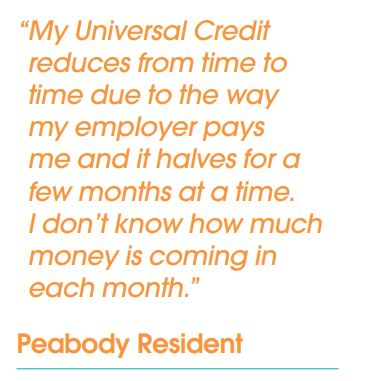 “My Universal Credit
reduces from time to
time due to the way
my employer pays
me and it halves for a
few months at a time.
I don’t know how much
money is coming in
each month.”
Peabody Resident